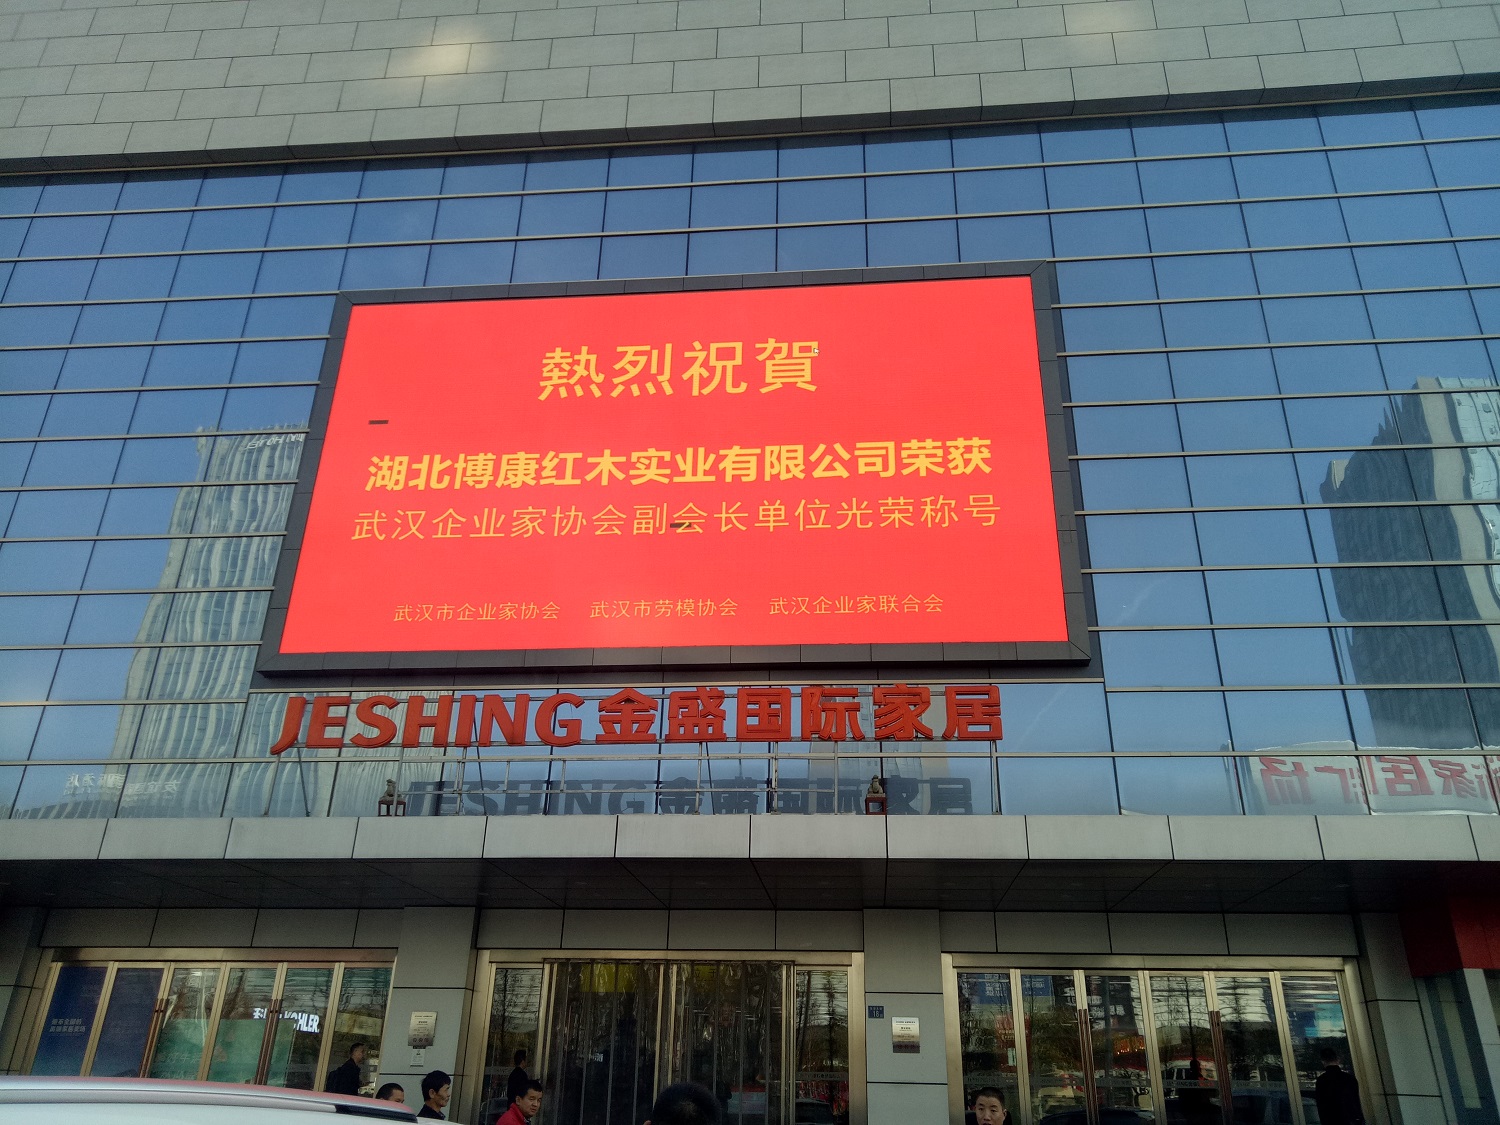 熱烈祝賀
湖北博康红木实业有限公司荣获
武汉企业家协会副会长单位光荣称号
武汉市企业家协会 武汉市劳模协会 武汉企业家联合会
JESHING金盛国际家居
KOHLER